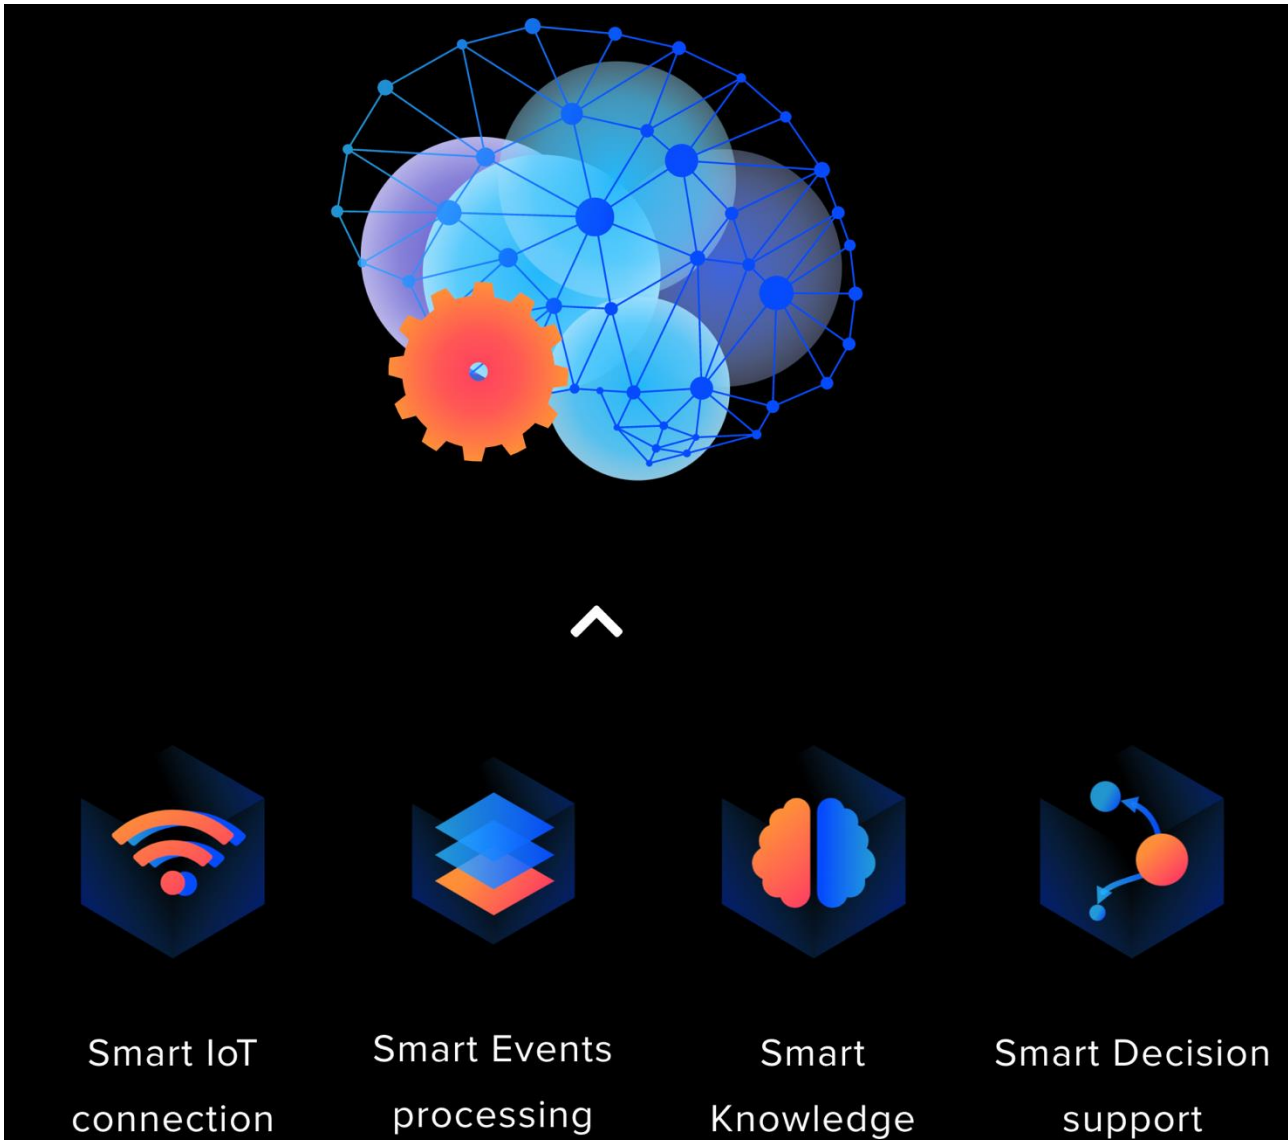 Smart IoT
connection
Smart Events
processing
Smart
Knowledge
Smart Decision
support